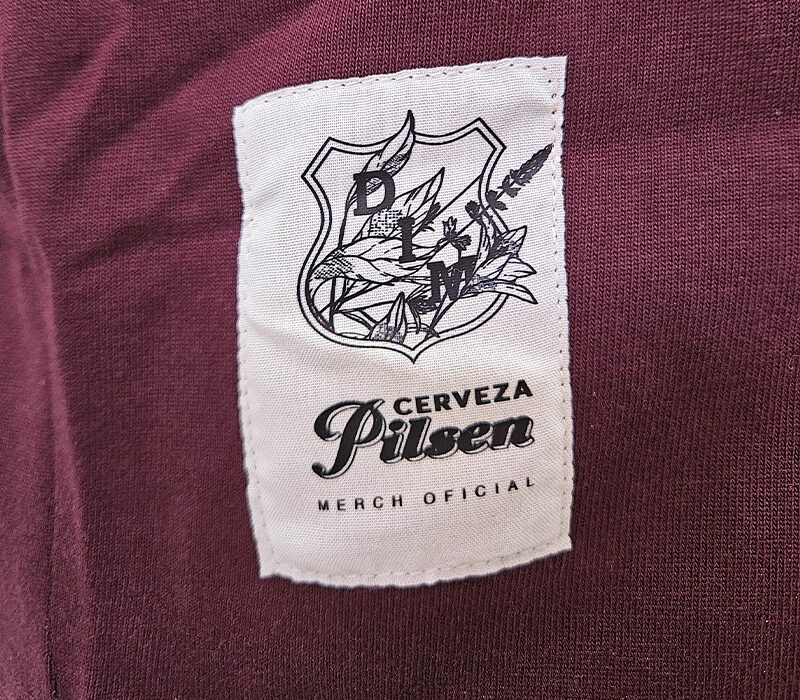 D
I
M
CERVEZA
Pilsen
MERCH OFICIAL